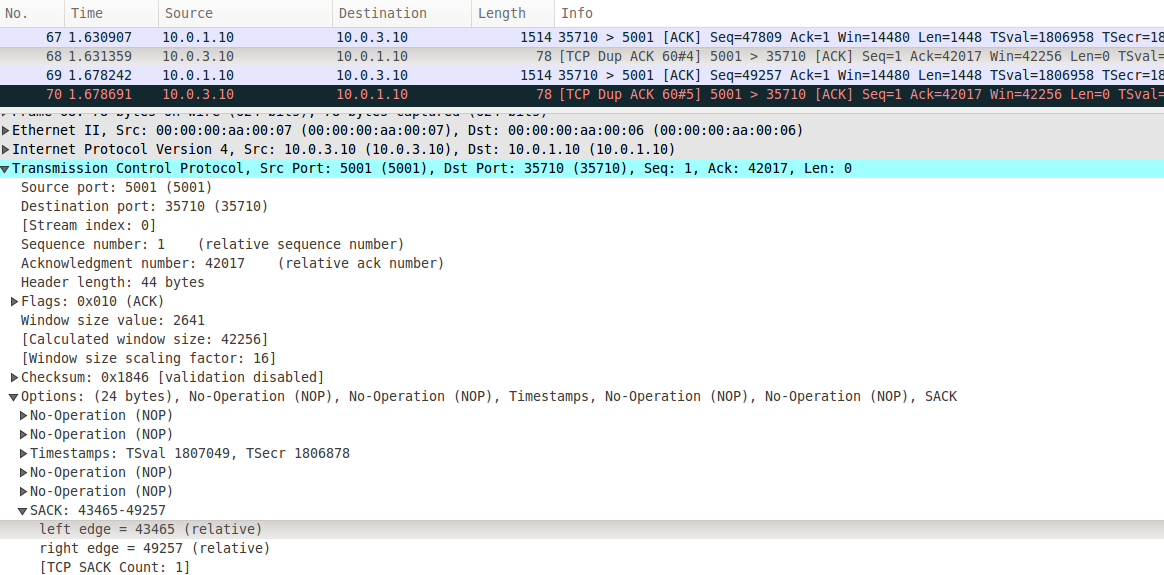 No. Time Source Destination Length Info
67 1.630907 10.0.1.10 10.0.3.10 1514 35710 > 5001 [ACK] Seq=47809 Ack=1 Win=14480 Len=1448 TSval=1806958 TSecr=18
68 1.631359 10.0.3.10 10.0.1.10 78 [TCP Dup ACK 60#4] 5001 > 35710 [ACK] Seq=1 Ack=42017 Win=42256 Len=0 TSval=
69 1.678242 10.0.1.10 10.0.3.10 1514 35710 > 5001 [ACK] Seq=49257 Ack=1 Win=14480 Len=1448 TSval=1806958 TSecr=18
70 1.678691 10.0.3.10 10.0.1.10 78 [TCP Dup ACK 60#5] 5001 > 35710 [ACK] Seq=1 Ack=42017 Win=42256 Len=0 TSval=
Ethernet II, Src: 00:00:00:aa:00:07 (00:00:00:aa:00:07), Dst: 00:00:00:aa:00:06 (00:00:00:aa:00:06)
Internet Protocol Version 4, Src: 10.0.3.10 (10.0.3.10), Dst: 10.0.1.10 (10.0.1.10)
Transmission Control Protocol, Src Port: 5001 (5001), Dst Port: 35710 (35710), Seq: 1, Ack: 42017, Len: 0
Source port: 5001 (5001)
Destination port: 35710 (35710)
[Stream index: 0]
Sequence number: 1 (relative sequence number)
Acknowledgment number: 42017 (relative ack number)
Header length: 44 bytes
Flags: 0x010 (ACK)
Window size value: 2641
[Calculated window size: 42256]
[Window size scaling factor: 16]
Checksum: 0x1846 [validation disabled]
Options: (24 bytes), No-Operation (NOP), No-Operation (NOP), Timestamps, No-Operation (NOP), No-Operation (NOP), SACK
No-Operation (NOP)
No-Operation (NOP)
Timestamps: TSval 1807049, TSecr 1806878
No-Operation (NOP)
No-Operation (NOP)
SACK: 43465-49257
left edge = 43465 (relative)
right edge = 49257 (relative)
[TCP SACK Count: 1]